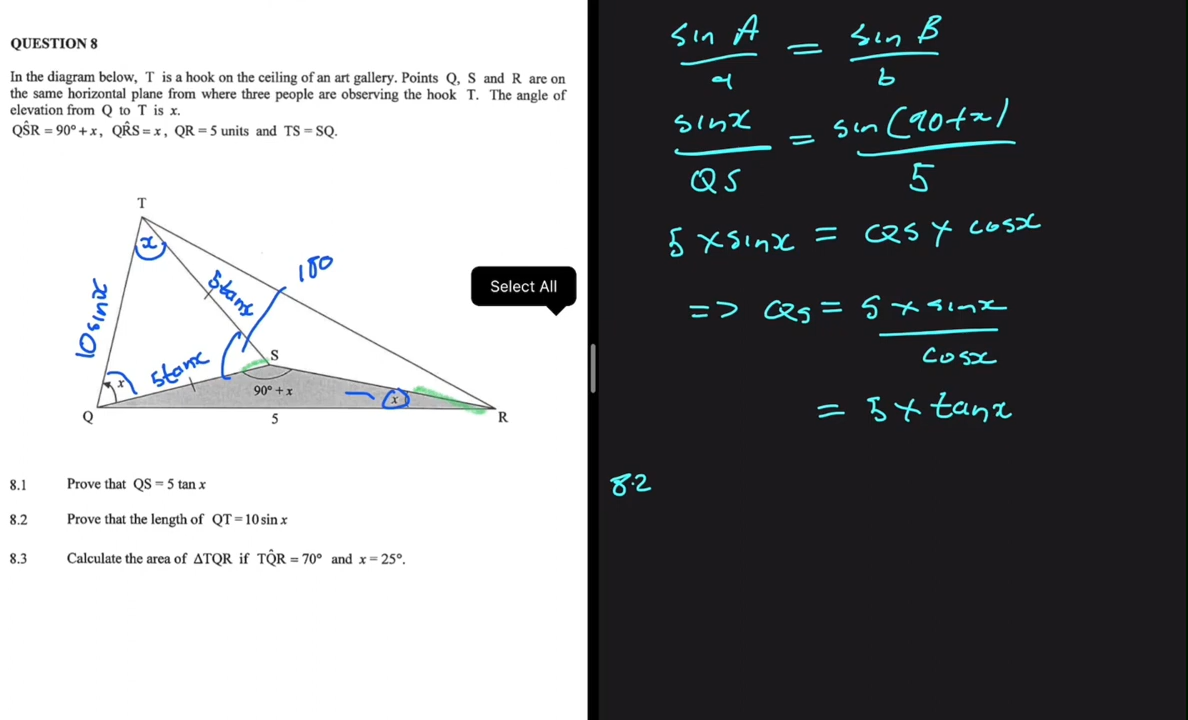 QUESTION 8
In the diagram below, T is a hook on the ceiling of an art gallery. Points Q, S and R are on
the same horizontal plane from where three people are observing the hook T. The angle of
elevation from Q to T is x.
QŜR = 90° + x, QR̂S = x, QR = 5 units and TS = SQ.
T
x
10 sinx
5tanx
180
5tanx
x
S
90° + x
x
Q
5
R
8.1 Prove that QS = 5 tan x
8.2 Prove that the length of QT = 10 sin x
8.3 Calculate the area of ΔTQR if TQ̂R = 70° and x = 25°.
Select All
sin A / a = sin B / b
sinx / QS = sin(90+x) / 5
5 × sinx = QS × cosx
=> QS = 5 × sinx / cosx
= 5 × tanx
8.2